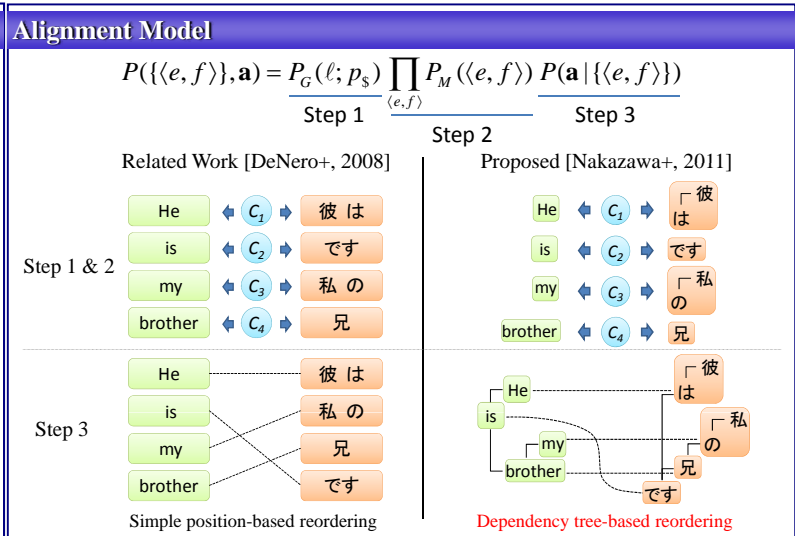 Alignment Model
P({⟨e, f⟩}, a) = P_G(ℓ; p_$) ∏_{⟨e, f⟩} P_M(⟨e, f⟩) P(a | {⟨e, f⟩})
Step 1
Step 2
Step 3
Related Work [DeNero+, 2008]
Proposed [Nakazawa+, 2011]
Step 1 & 2
He C1 彼 は
is C2 です
my C3 私 の
brother C4 兄
He C1 ┌ 彼
は
is C2 です
my C3 ┌ 私
の
brother C4 兄
Step 3
He 彼 は
is 私 の
my 兄
brother です
Simple position-based reordering
┌ 彼
He は
is
┌ 私
my の
brother 兄
です
Dependency tree-based reordering